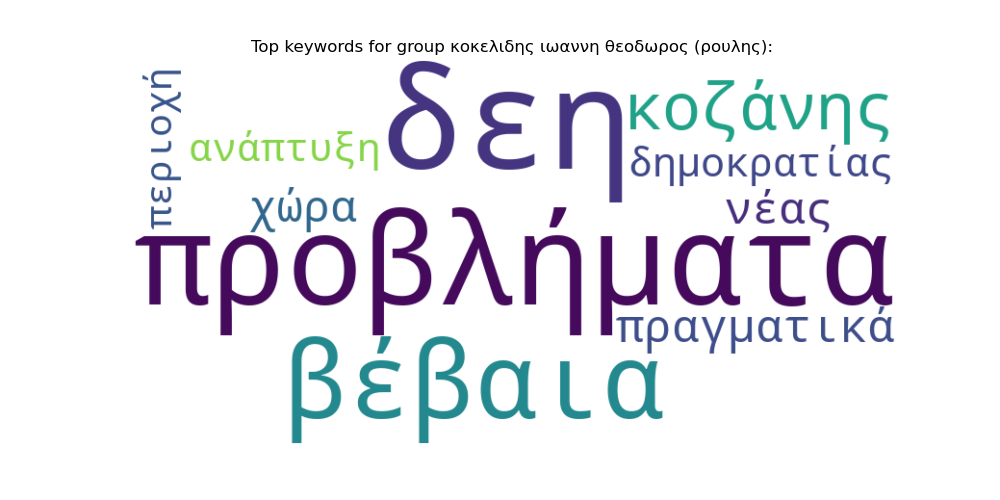 Top keywords for group κοκελιδης ιωαννη θεοδωρος (ρουλης):
περιοχή
ανάπτυξη
δεη
κοζάνης
δημοκρατίας
χώρα
νέας
προβλήματα
πραγματικά
βέβαια